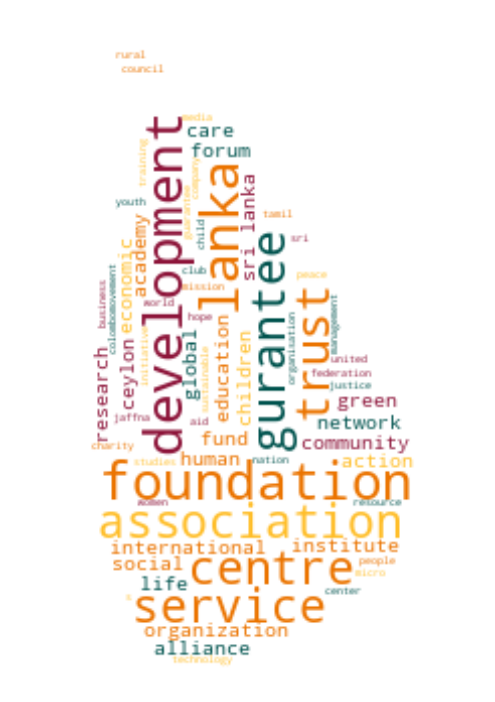 rural
council
media
development
care
training
forum
company
lanka
sri lanka
youth
guarantee
academy
child
tamil
gurantee
sri
economic
club
peace
business
colombomovement
mission
trust
world
management
hope
organisation
education
global
children
initiative
sustainable
ceylon
research
united
federation
justice
green
jaffna
aid
network
fund
community
charity
human
nation
action
studies
foundation
women
resource
association
international
institute
social
centre
people
micro
life
center
s
service
organization
alliance
technology